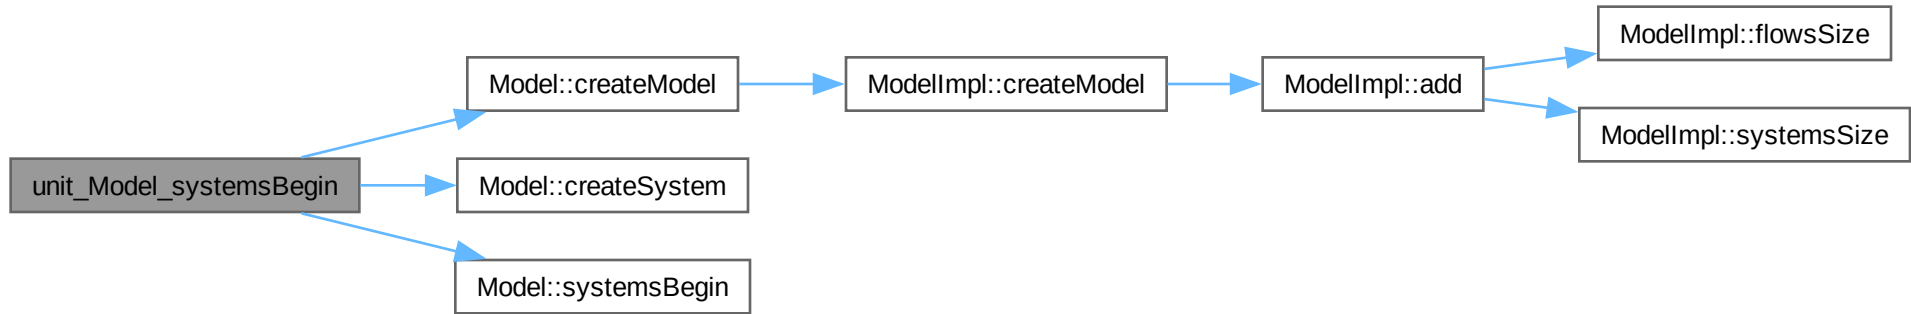 unit_Model_systemsBegin
Model::createModel
ModelImpl::createModel
ModelImpl::add
ModelImpl::flowsSize
ModelImpl::systemsSize
Model::createSystem
Model::systemsBegin